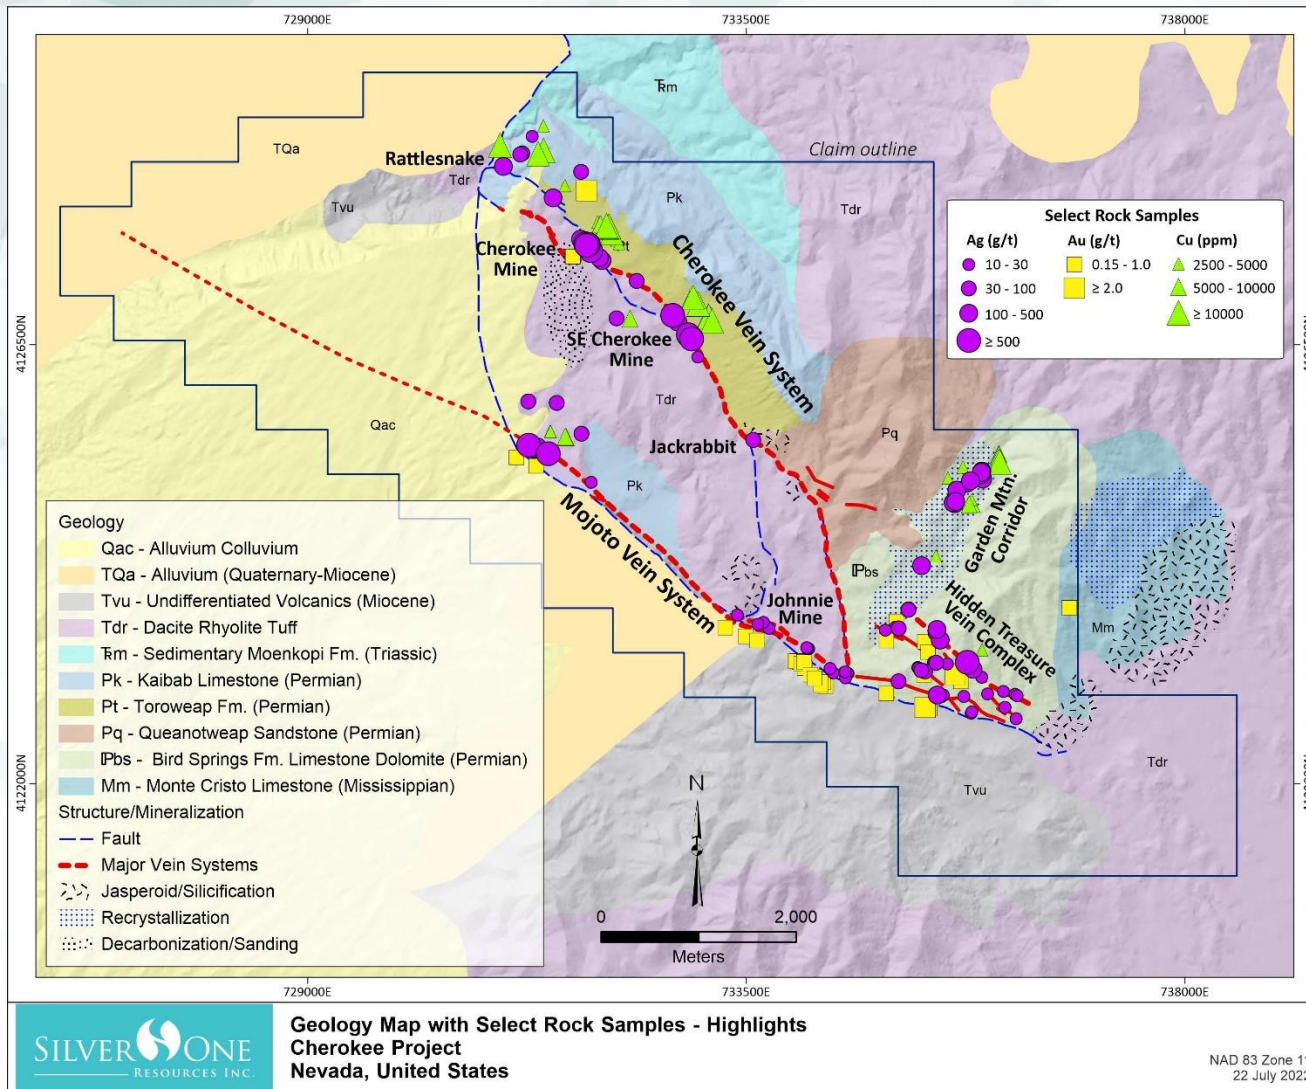 729000E
733500E
738000E
Ŧm
TQa
Rattlesnake
Claim outline
Tdr
Pk
Tdr
Tvu
Select Rock Samples
Ag (g/t)
Au (g/t)
Cu (ppm)
10 - 30
0.15 - 1.0
2500 - 5000
30 - 100
≥ 2.0
5000 - 10000
100 - 500
≥ 10000
≥ 500
Cherokee
Mine
Cherokee Vein System
4126500N
SE Cherokee
Mine
Tdr
Qac
Pq
Jackrabbit
Pk
Mojoto Vein System
Garden Mtn.
Corridor
ⅠPbs
Johnnie
Mine
Hidden Treasure
Vein Complex
Mm
Geology
Qac - Alluvium Colluvium
TQa - Alluvium (Quaternary-Miocene)
Tvu - Undifferentiated Volcanics (Miocene)
Tdr - Dacite Rhyolite Tuff
Ŧm - Sedimentary Moenkopi Fm. (Triassic)
Pk - Kaibab Limestone (Permian)
Pt - Toroweap Fm. (Permian)
Pq - Queanotweap Sandstone (Permian)
ⅠPbs - Bird Springs Fm. Limestone Dolomite (Permian)
Mm - Monte Cristo Limestone (Mississippian)
Structure/Mineralization
Fault
Major Vein Systems
Jasperoid/Silicification
Recrystallization
Decarbonization/Sanding
4122000N
Tdr
Tvu
N
0 2,000
Meters
729000E
733500E
738000E
SILVER ONE
RESOURCES INC.
Geology Map with Select Rock Samples - Highlights
Cherokee Project
Nevada, United States
NAD 83 Zone 11
22 July 2022